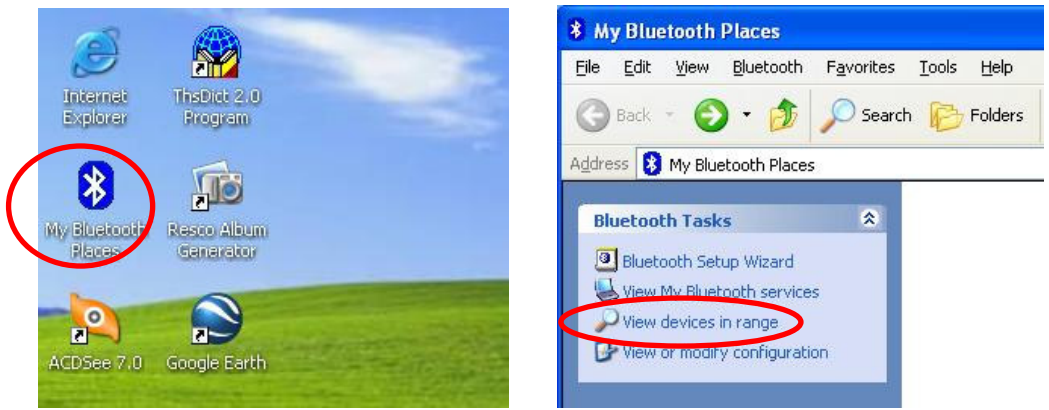 Internet
Explorer
ThsDict 2.0
Program
My Bluetooth
Places
Resco Album
Generator
ACDSee 7.0
Google Earth
My Bluetooth Places
File Edit View Bluetooth Favorites Tools Help
Back Search Folders
Address My Bluetooth Places
Bluetooth Tasks
Bluetooth Setup Wizard
View My Bluetooth services
View devices in range
View or modify configuration